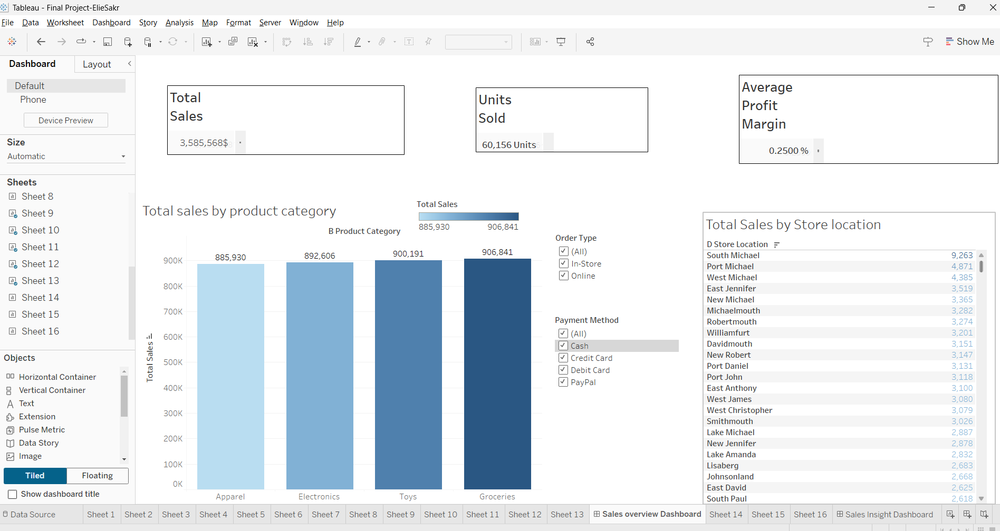 Tableau - Final Project-ElieSakr
File Data Worksheet Dashboard Story Analysis Map Format Server Window Help
Show Me
Dashboard Layout
Default
Phone
Device Preview
Size
Automatic
Sheets
Sheet 8
Sheet 9
Sheet 10
Sheet 11
Sheet 12
Sheet 13
Sheet 14
Sheet 15
Sheet 16
Objects
Horizontal Container
Vertical Container
Text
Extension
Pulse Metric
Data Story
Image
Tiled Floating
Show dashboard title
Total
Sales
3,585,568$
Units
Sold
60,156 Units
Average
Profit
Margin
0.2500 %
Total sales by product category
Total Sales
885,930 906,841
B Product Category
885,930 892,606 900,191 906,841
900K
800K
700K
600K
500K
400K
300K
200K
100K
0K
Total Sales
Apparel Electronics Toys Groceries
Order Type
(All)
In-Store
Online
Payment Method
(All)
Cash
Credit Card
Debit Card
PayPal
Total Sales by Store location
D Store Location
South Michael 9,263
Port Michael 4,871
West Michael 4,385
East Jennifer 3,519
New Michael 3,365
Michaelmouth 3,282
Robertmouth 3,274
Williamfurt 3,201
Davidmouth 3,151
New Robert 3,147
Port Daniel 3,131
Port John 3,118
East Anthony 3,100
West James 3,080
West Christopher 3,079
Smithmouth 3,026
Lake Michael 2,887
New Jennifer 2,878
Lake Amanda 2,832
Lisaberg 2,683
Johnsonland 2,668
East David 2,625
South Paul 2,618
Data Source Sheet 1 Sheet 2 Sheet 3 Sheet 4 Sheet 5 Sheet 6 Sheet 7 Sheet 8 Sheet 9 Sheet 10 Sheet 11 Sheet 12 Sheet 13 Sales overview Dashboard Sheet 14 Sheet 15 Sheet 16 Sales Insight Dashboard